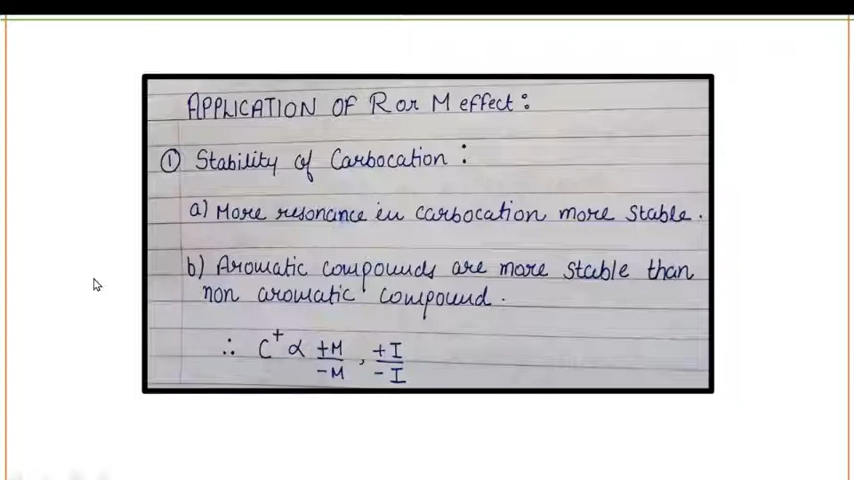 APPLICATION OF R or M effect :
① Stability of Carbocation :
a) More resonance in carbocation more stable.
b) Aromatic compounds are more stable than
non aromatic compound.
∴ C⁺ ∝ +M/-M , +I/-I